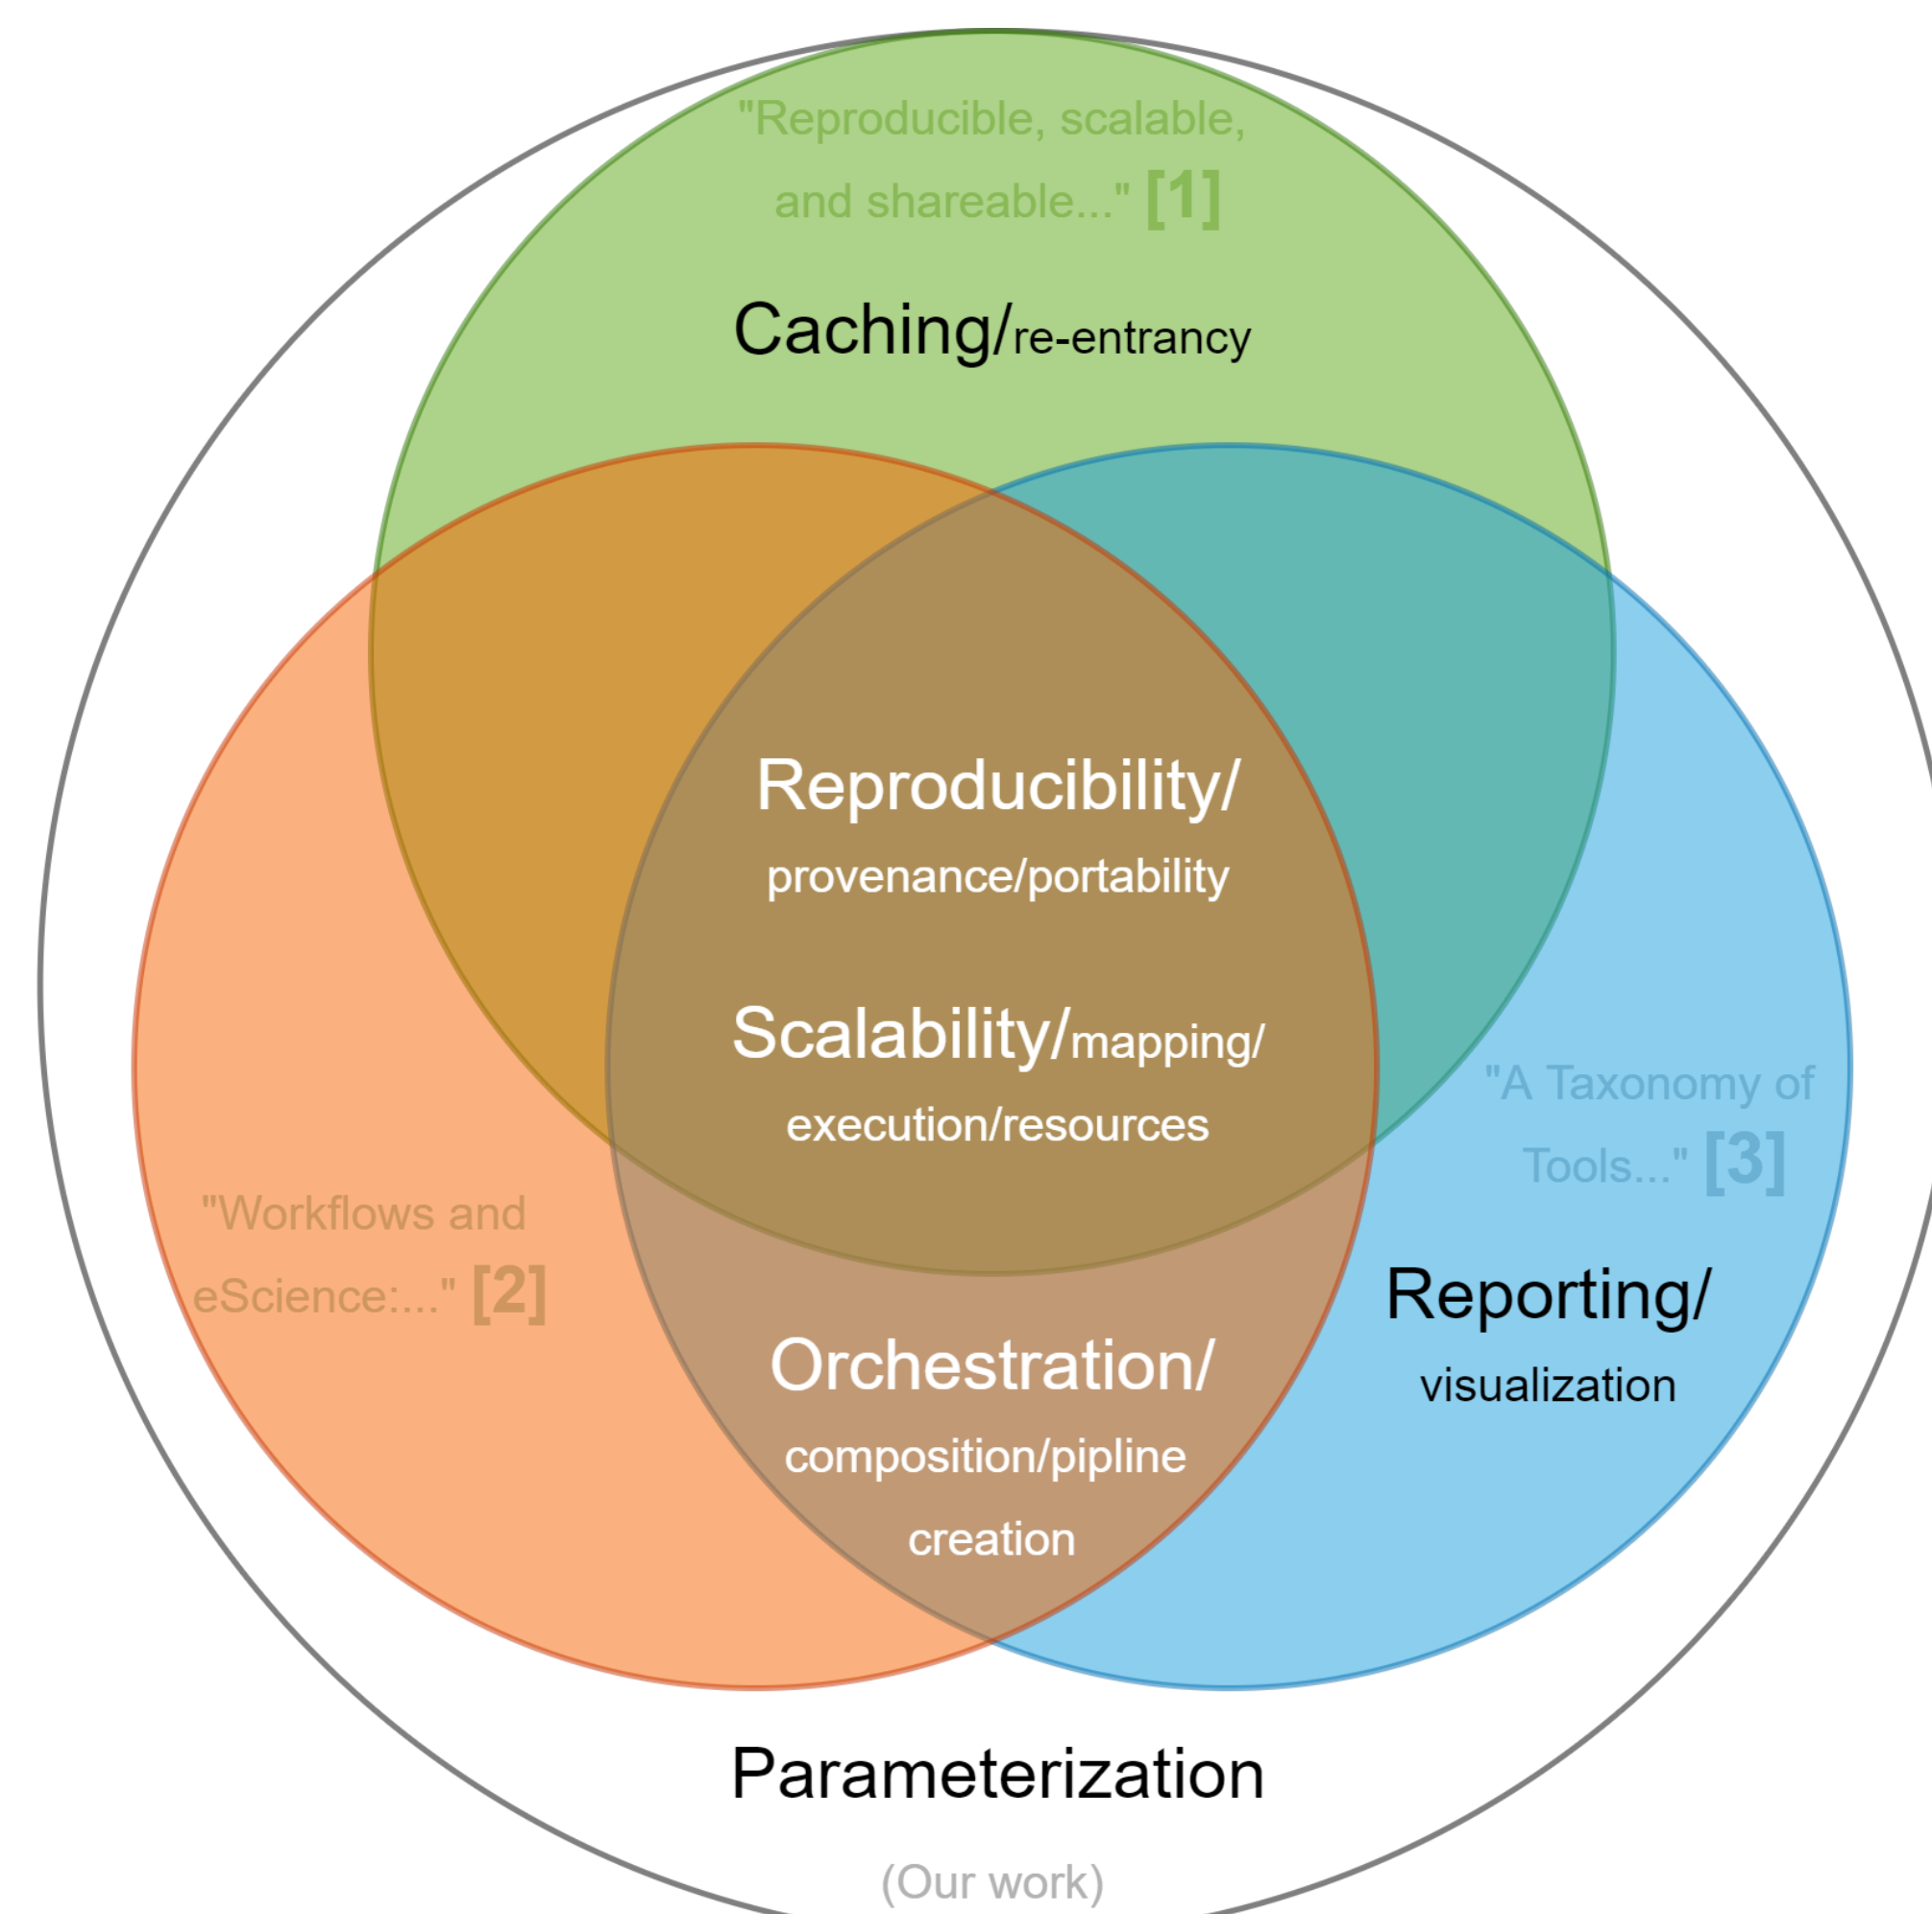 "Reproducible, scalable,
and shareable..." [1]
Caching/re-entrancy
Reproducibility/
provenance/portability
Scalability/mapping/
execution/resources
"A Taxonomy of
Tools..." [3]
"Workflows and
eScience:..." [2]
Reporting/
visualization
Orchestration/
composition/pipline
creation
Parameterization
(Our work)